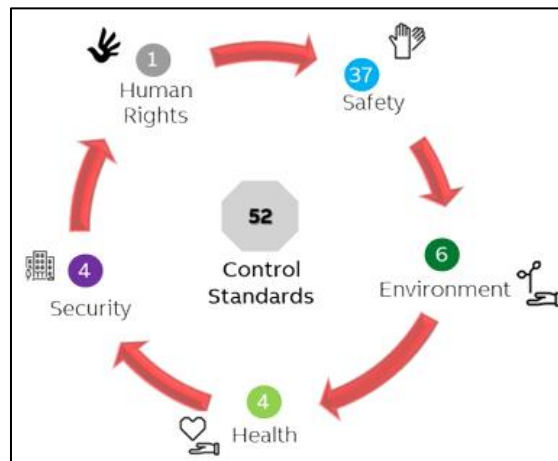 1
Human
Rights
37
Safety
6
Environment
4
Health
4
Security
52
Control
Standards